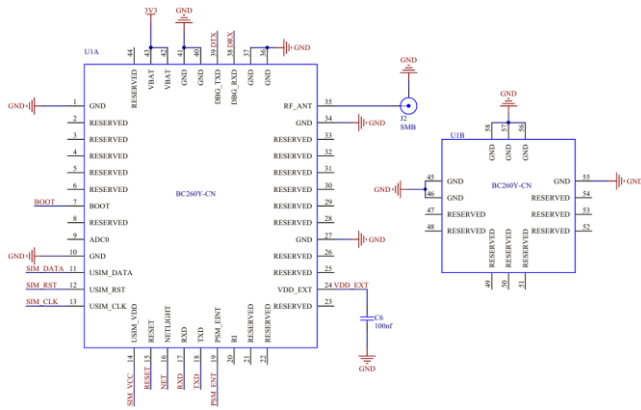 3V3
GND
GND
U1A
44
43
42
41
40
39
DTX
38
DRX
37
36
RESERVED
VBAT
VBAT
GND
GND
DBG_TXD
DBG_RXD
GND
GND
GND
1
GND
RF_ANT
35
J2
SMB
GND
2
RESERVED
GND
34
GND
3
RESERVED
RESERVED
33
4
RESERVED
RESERVED
32
5
RESERVED
RESERVED
31
6
RESERVED
BC260Y-CN
RESERVED
30
BOOT
7
BOOT
RESERVED
29
8
RESERVED
RESERVED
28
9
ADC0
GND
27
GND
GND
10
GND
RESERVED
26
SIM_DATA
11
USIM_DATA
RESERVED
25
SIM_RST
12
USIM_RST
VDD_EXT
24
VDD_EXT
SIM_CLK
13
USIM_CLK
RESERVED
23
C6
100nf
GND
USIM_VDD
RESET
NETLIGHT
RXD
TXD
PSM_EINT
RI
RESERVED
RESERVED
14
15
16
17
18
19
20
21
22
SIM_VCC
RESET
NET
RXD
TXD
PSM_ENT
GND
U1B
58
57
56
GND
GND
GND
GND
45
GND
BC260Y-CN
GND
55
GND
46
GND
RESERVED
54
47
RESERVED
RESERVED
53
48
RESERVED
RESERVED
52
RESERVED
RESERVED
RESERVED
49
50
51